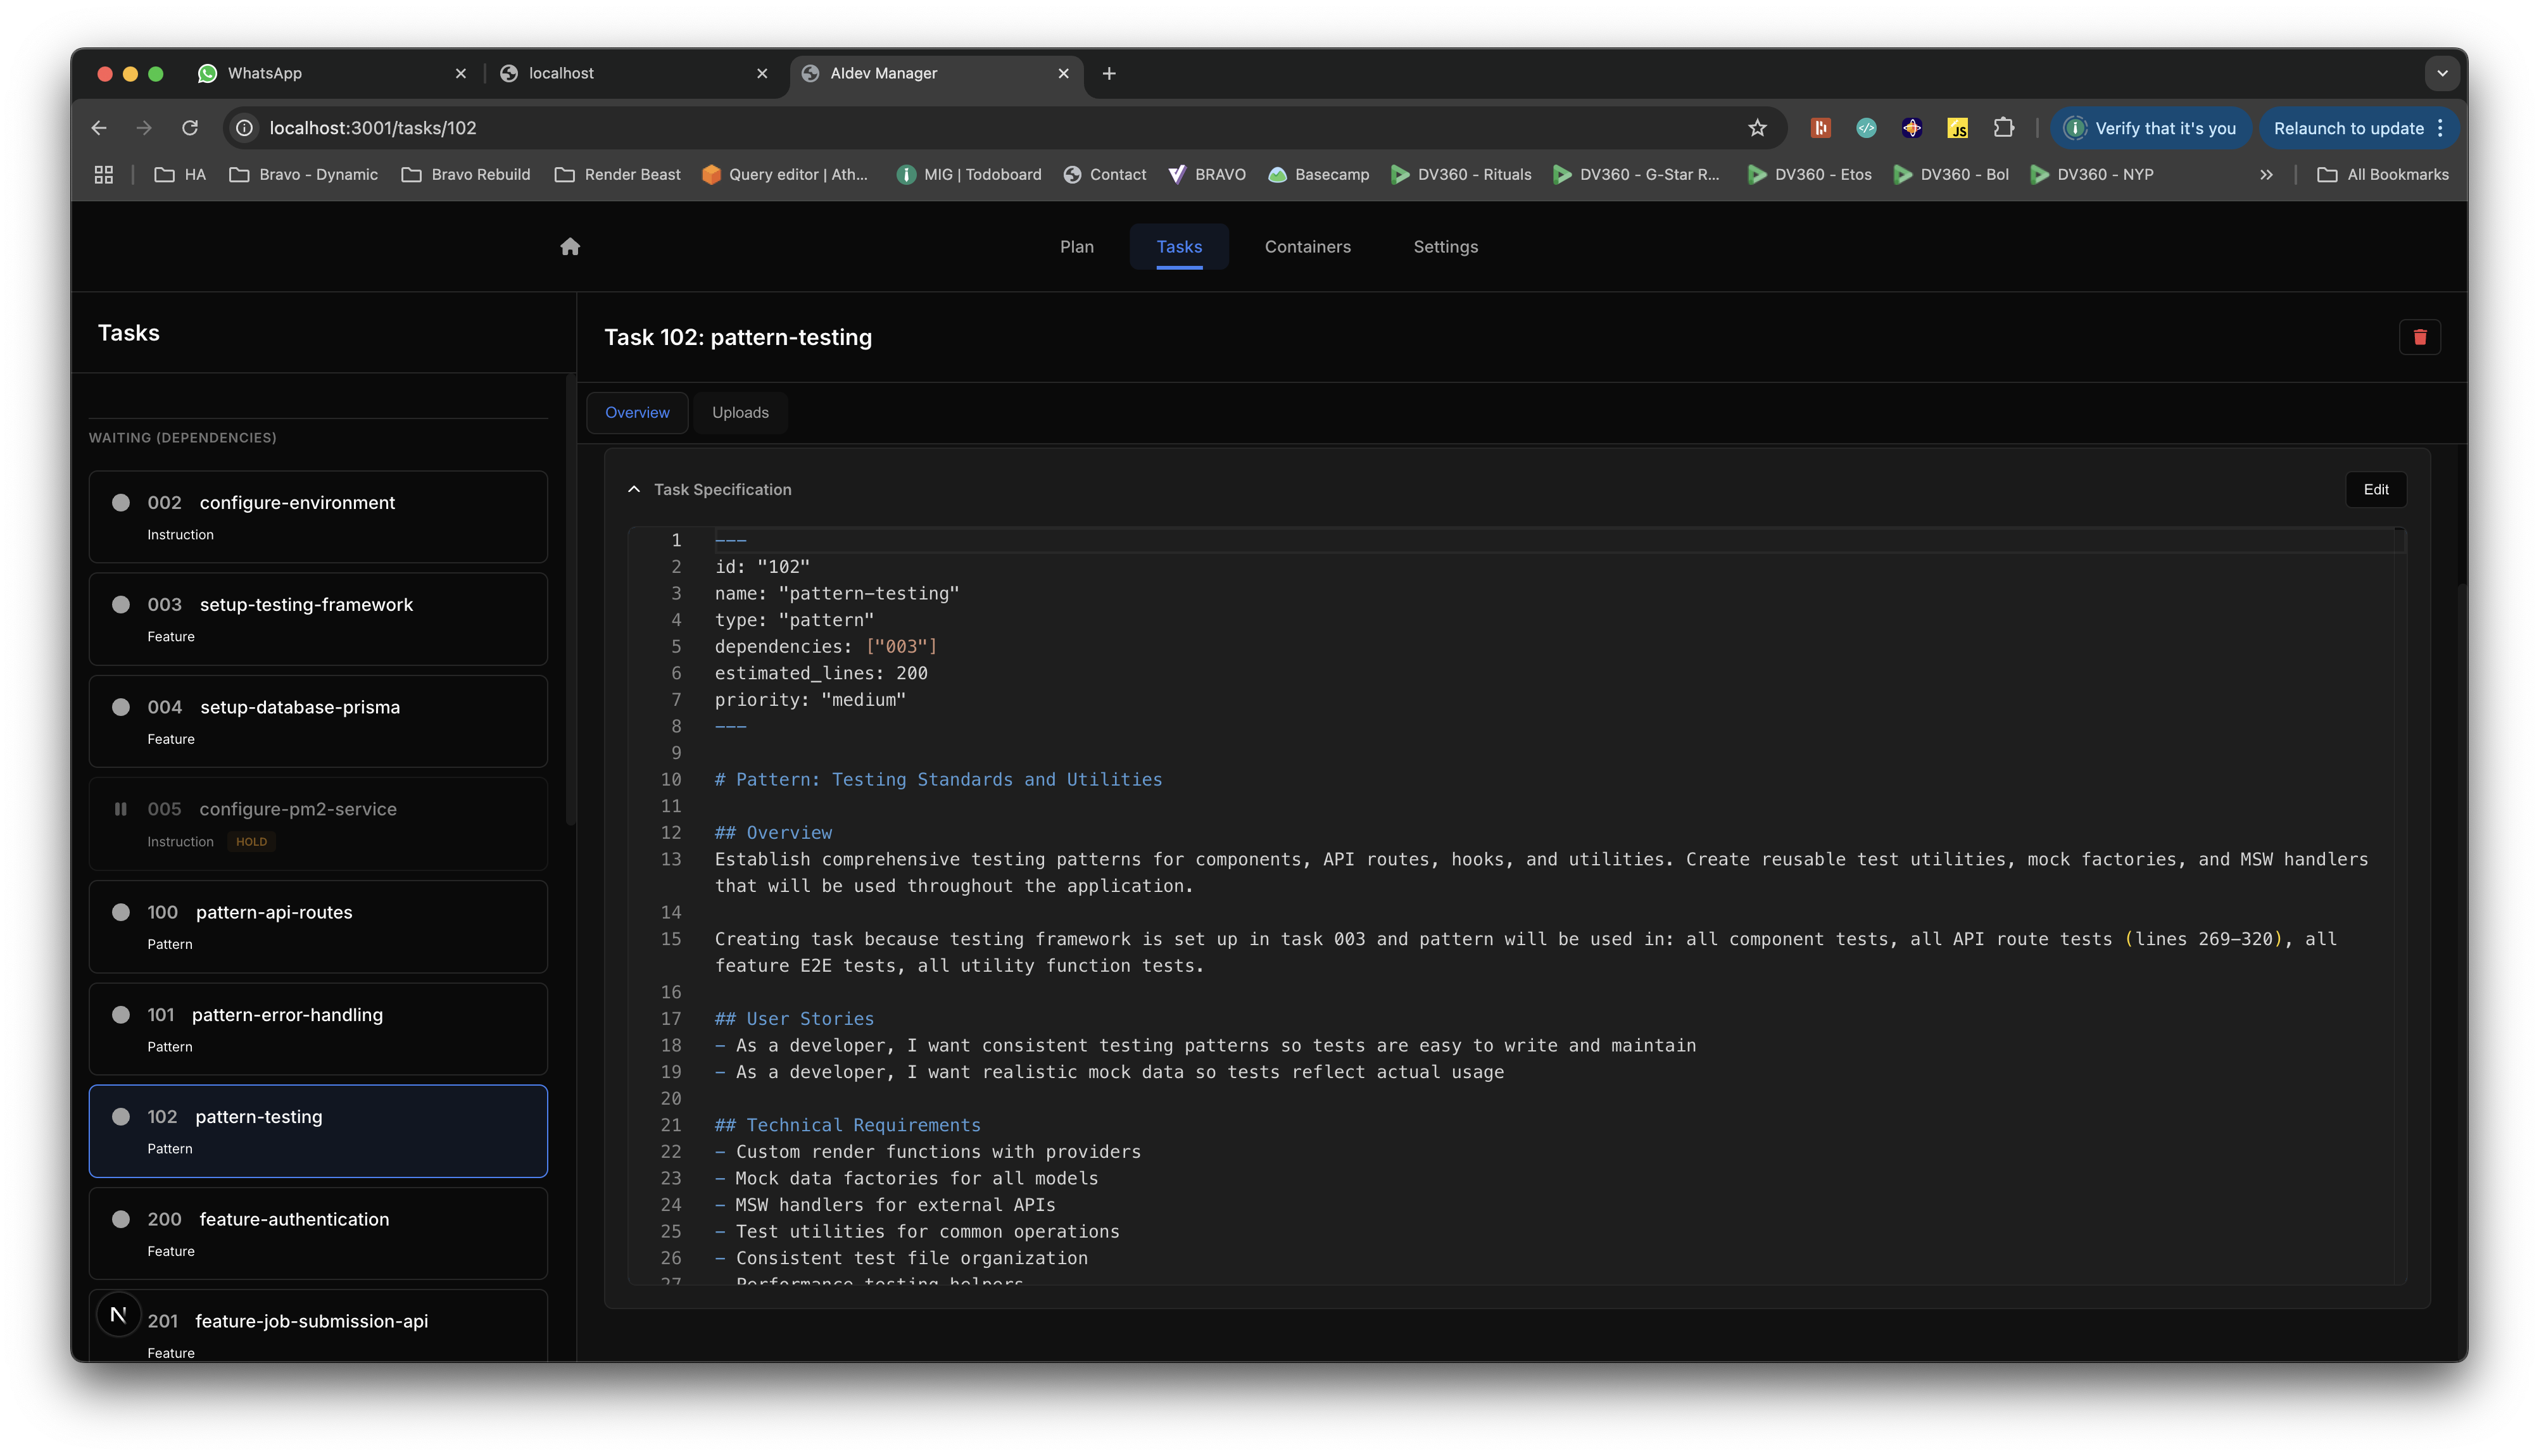 WhatsApp
localhost
AIdev Manager
localhost:3001/tasks/102
JS
Verify that it's you
Relaunch to update
HA
Bravo - Dynamic
Bravo Rebuild
Render Beast
Query editor | Ath...
MIG | Todoboard
Contact
BRAVO
Basecamp
DV360 - Rituals
DV360 - G-Star R...
DV360 - Etos
DV360 - Bol
DV360 - NYP
All Bookmarks
Plan
Tasks
Containers
Settings
Tasks
WAITING (DEPENDENCIES)
002 configure-environment
Instruction
003 setup-testing-framework
Feature
004 setup-database-prisma
Feature
005 configure-pm2-service
Instruction HOLD
100 pattern-api-routes
Pattern
101 pattern-error-handling
Pattern
102 pattern-testing
Pattern
200 feature-authentication
Feature
N
201 feature-job-submission-api
Feature
Task 102: pattern-testing
Overview
Uploads
Task Specification
Edit
1 ---
2 id: "102"
3 name: "pattern-testing"
4 type: "pattern"
5 dependencies: ["003"]
6 estimated_lines: 200
7 priority: "medium"
8 ---
9
10 # Pattern: Testing Standards and Utilities
11
12 ## Overview
13 Establish comprehensive testing patterns for components, API routes, hooks, and utilities. Create reusable test utilities, mock factories, and MSW handlers
that will be used throughout the application.
14
15 Creating task because testing framework is set up in task 003 and pattern will be used in: all component tests, all API route tests (lines 269-320), all
feature E2E tests, all utility function tests.
16
17 ## User Stories
18 - As a developer, I want consistent testing patterns so tests are easy to write and maintain
19 - As a developer, I want realistic mock data so tests reflect actual usage
20
21 ## Technical Requirements
22 - Custom render functions with providers
23 - Mock data factories for all models
24 - MSW handlers for external APIs
25 - Test utilities for common operations
26 - Consistent test file organization
27 - Performance testing helpers